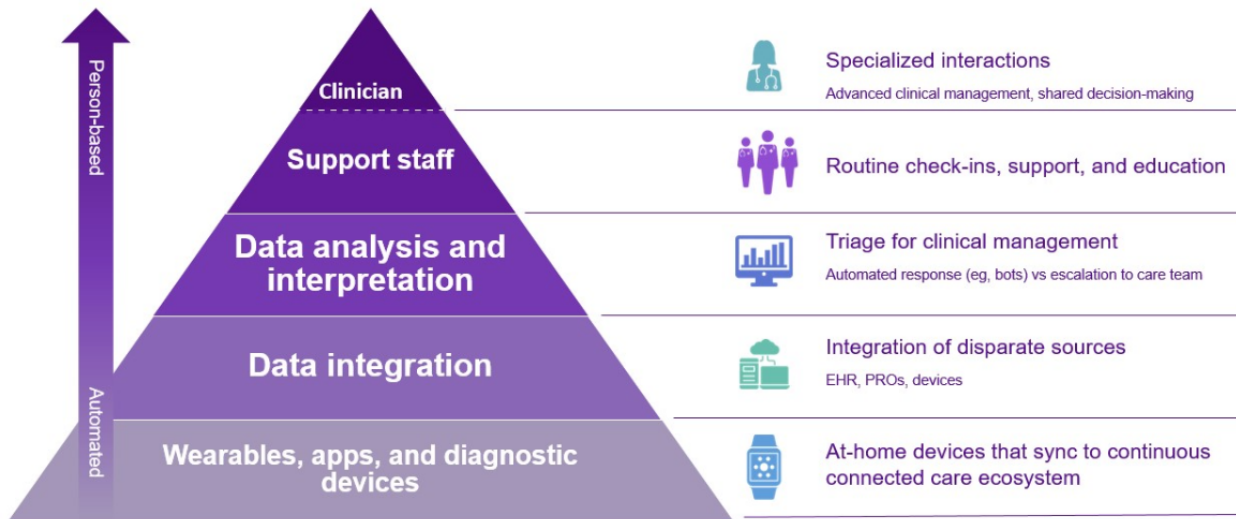 Person-based
Automated
Clinician
Specialized interactions
Advanced clinical management, shared decision-making
Support staff
Routine check-ins, support, and education
Data analysis and
interpretation
Triage for clinical management
Automated response (eg, bots) vs escalation to care team
Data integration
Integration of disparate sources
EHR, PROs, devices
Wearables, apps, and diagnostic
devices
At-home devices that sync to continuous
connected care ecosystem